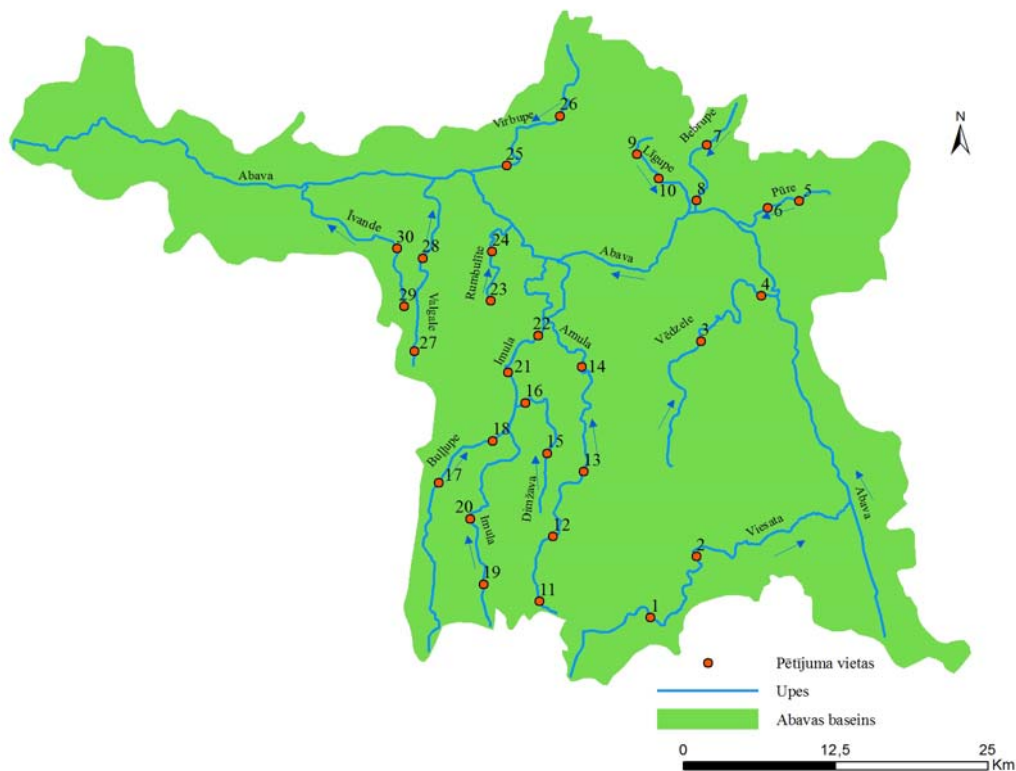 26
Virbupe
Bebrupe
7
N
25
9
Līgupe
10
8
Pūre
5
6
Abava
Īvande
30
28
24
Abava
Rumbulīte
23
29
Valgale
4
Vēdzele
3
22
27
Imula
Amula
21
14
16
18
Buļļupe
15
17
13
Dimžava
20
Imula
12
Abava
Viesata
2
19
11
1
Pētījuma vietas
Upes
Abavas baseins
0
12,5
25
Km